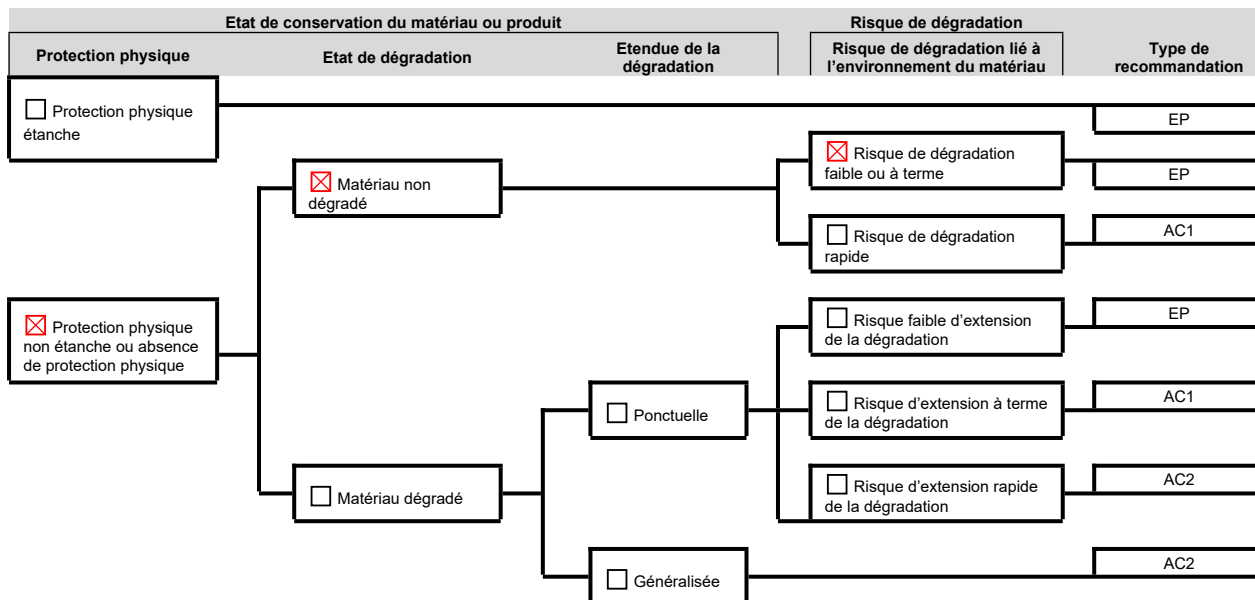 Etat de conservation du matériau ou produit
Risque de dégradation
Protection physique
Etat de dégradation
Etendue de la
dégradation
Risque de dégradation lié à
l'environnement du matériau
Type de
recommandation
Protection physique
étanche
EP
Matériau non
dégradé
Risque de dégradation
faible ou à terme
EP
Risque de dégradation
rapide
AC1
Protection physique
non étanche ou absence
de protection physique
Risque faible d'extension
de la dégradation
EP
Ponctuelle
Risque d'extension à terme
de la dégradation
AC1
Matériau dégradé
Risque d'extension rapide
de la dégradation
AC2
Généralisée
AC2